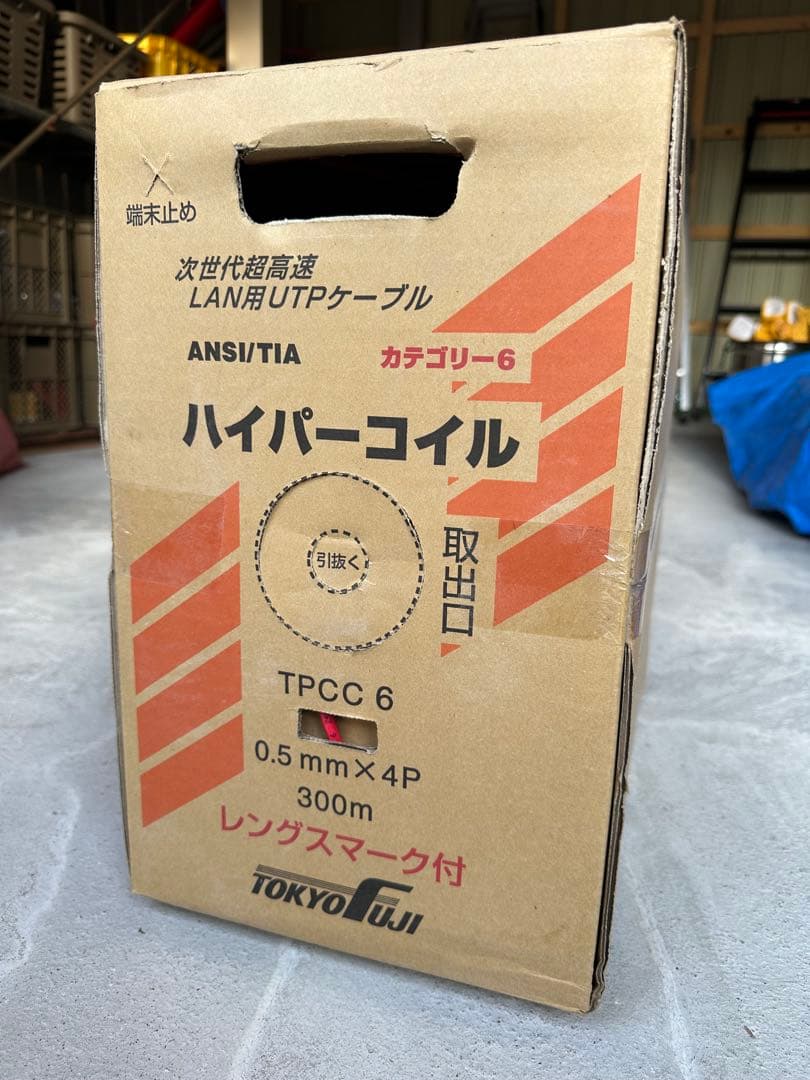 端末止め
次世代超高速
LAN用UTPケーブル
ANSI/TIA カテゴリー6
ハイパーコイル
引抜く
取出口
TPCC 6
0.5mm×4P
300m
レングスマーク付
TOKYO FUJI